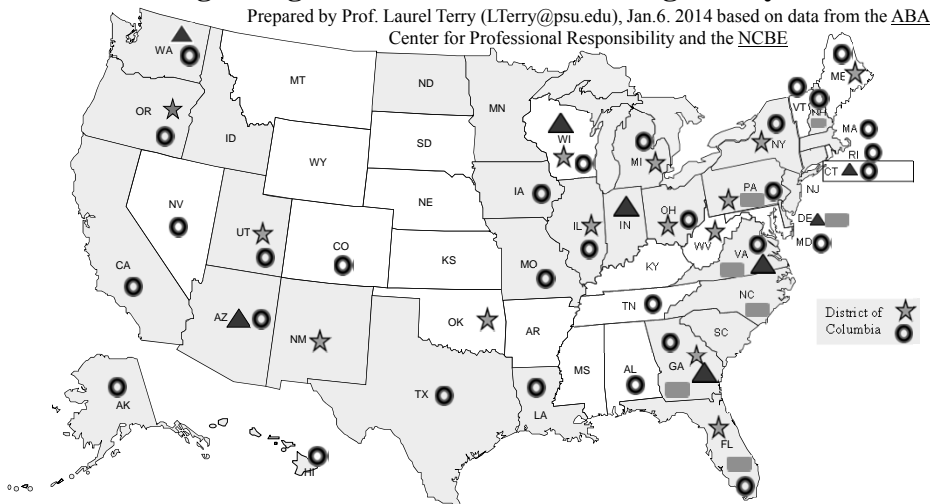 Prepared by Prof. Laurel Terry (LTerry@psu.edu), Jan.6. 2014 based on data from the ABA
Center for Professional Responsibility and the NCBE
WA
MT
ND
MN
ME
VT
NH
OR
ID
WY
SD
WI
MI
NY
MA
RI
CT
NV
UT
CO
NE
IA
IL
IN
OH
PA
NJ
DE
MD
WV
VA
CA
KS
MO
KY
NC
AZ
NM
OK
AR
TN
SC
District of
Columbia
MS
AL
GA
TX
LA
AK
FL
HI